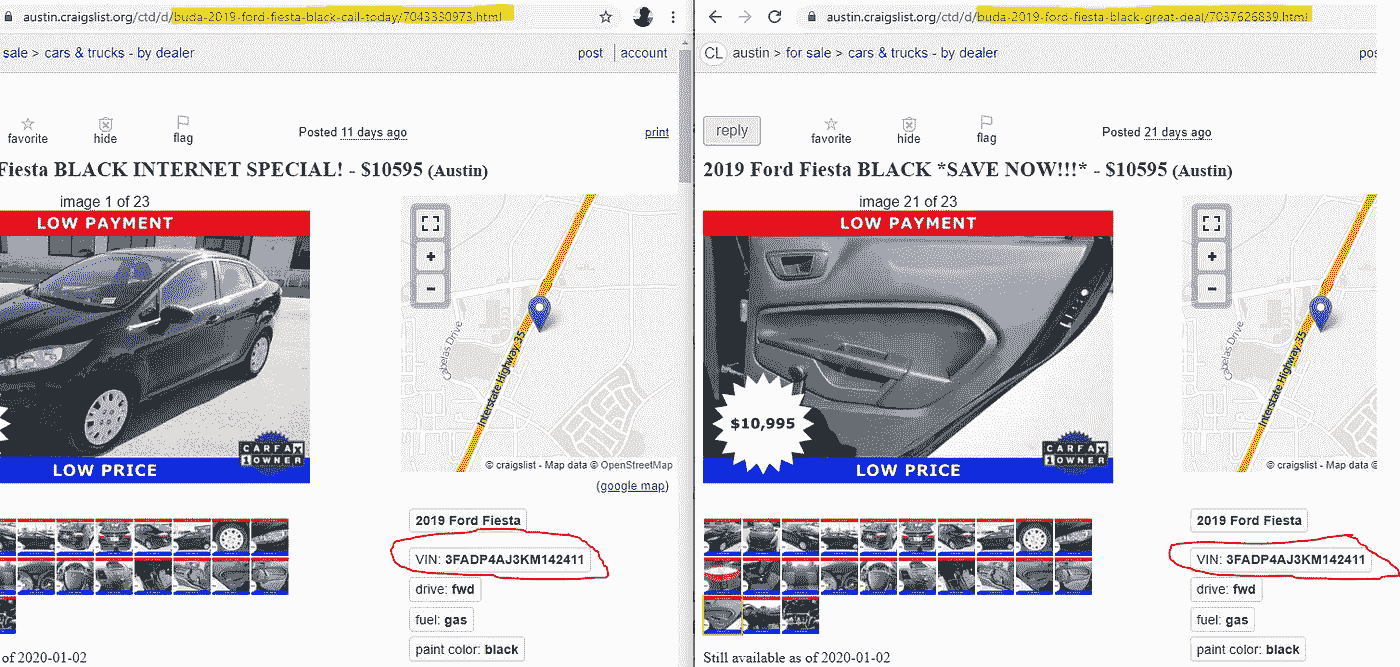 austin.craigslist.org/ctd/d/buda-2019-ford-fiesta-black-call-today/7043330973.html
sale > cars & trucks - by dealer
post
account
favorite
hide
flag
Posted 11 days ago
print
Fiesta BLACK INTERNET SPECIAL! - $10595 (Austin)
image 1 of 23
LOW PAYMENT
CARFAX
1 OWNER
LOW PRICE
+
−
Cabelas Drive
Interstate Highway 35
© craigslist - Map data © OpenStreetMap
(google map)
2019 Ford Fiesta
VIN: 3FADP4AJ3KM142411
drive: fwd
fuel: gas
paint color: black
of 2020-01-02
austin.craigslist.org/ctd/d/buda-2019-ford-fiesta-black-great-deal/7037626839.html
CL austin > for sale > cars & trucks - by dealer
pos
reply
favorite
hide
flag
Posted 21 days ago
2019 Ford Fiesta BLACK *SAVE NOW!!!* - $10595 (Austin)
image 21 of 23
LOW PAYMENT
$10,995
CARFAX
1 OWNER
LOW PRICE
+
−
Cabelas Drive
Interstate Highway 35
© craigslist - Map data ©
2019 Ford Fiesta
VIN: 3FADP4AJ3KM142411
drive: fwd
fuel: gas
paint color: black
Still available as of 2020-01-02